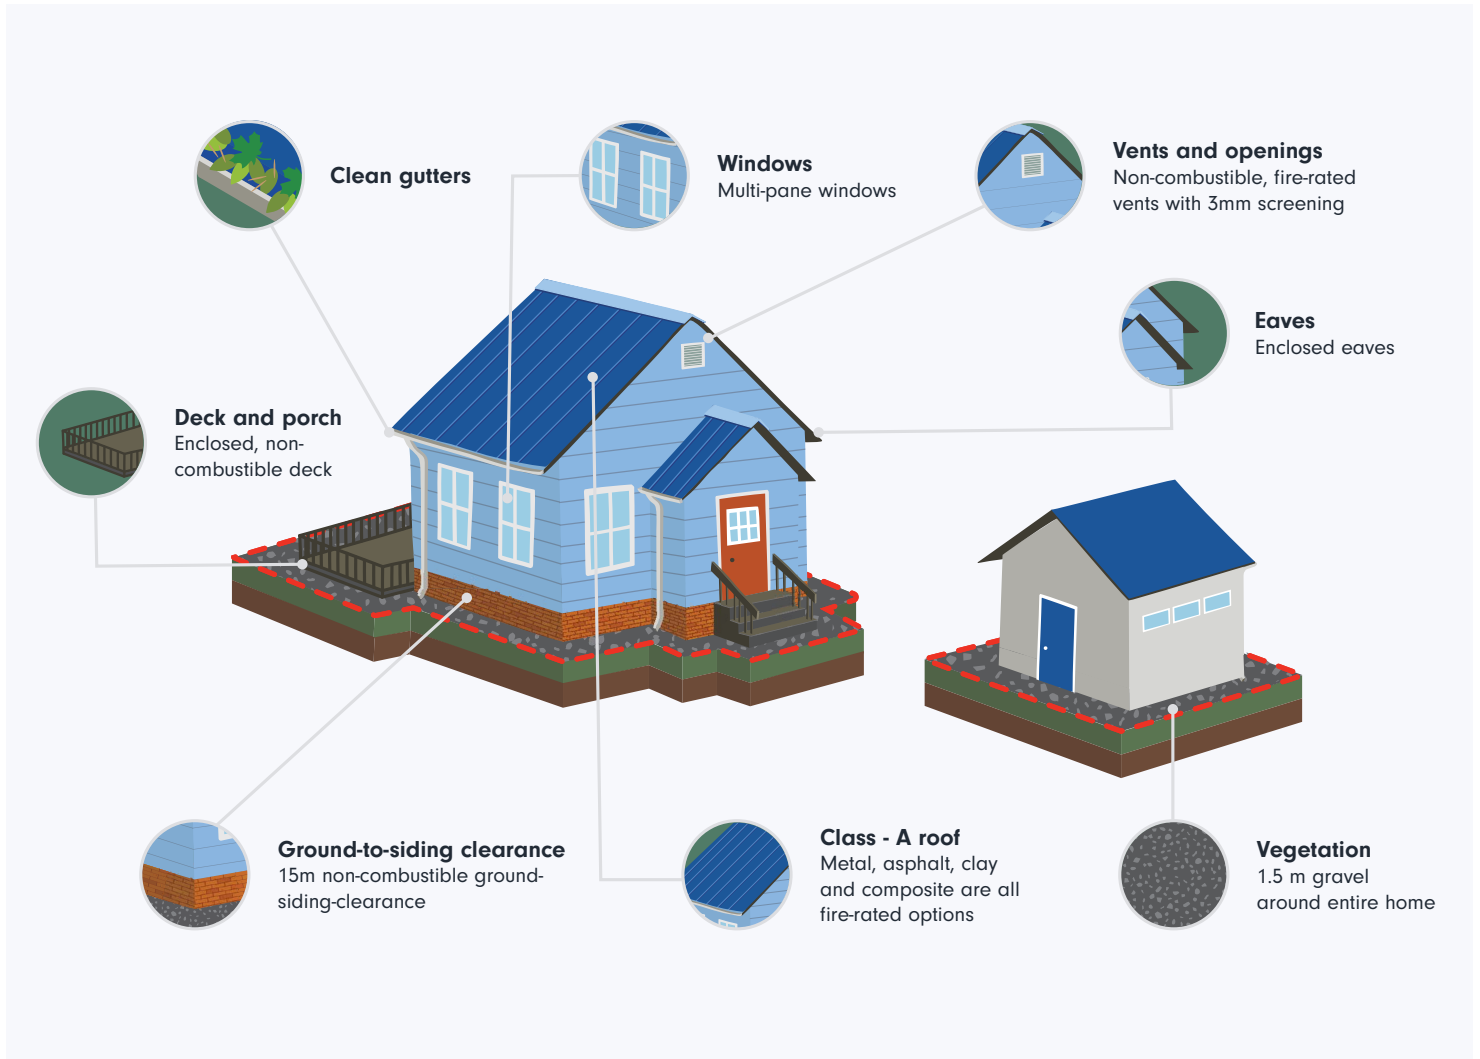 Clean gutters
Windows
Multi-pane windows
Vents and openings
Non-combustible, fire-rated
vents with 3mm screening
Eaves
Enclosed eaves
Deck and porch
Enclosed, non-
combustible deck
Ground-to-siding clearance
15m non-combustible ground-
siding-clearance
Class - A roof
Metal, asphalt, clay
and composite are all
fire-rated options
Vegetation
1.5 m gravel
around entire home